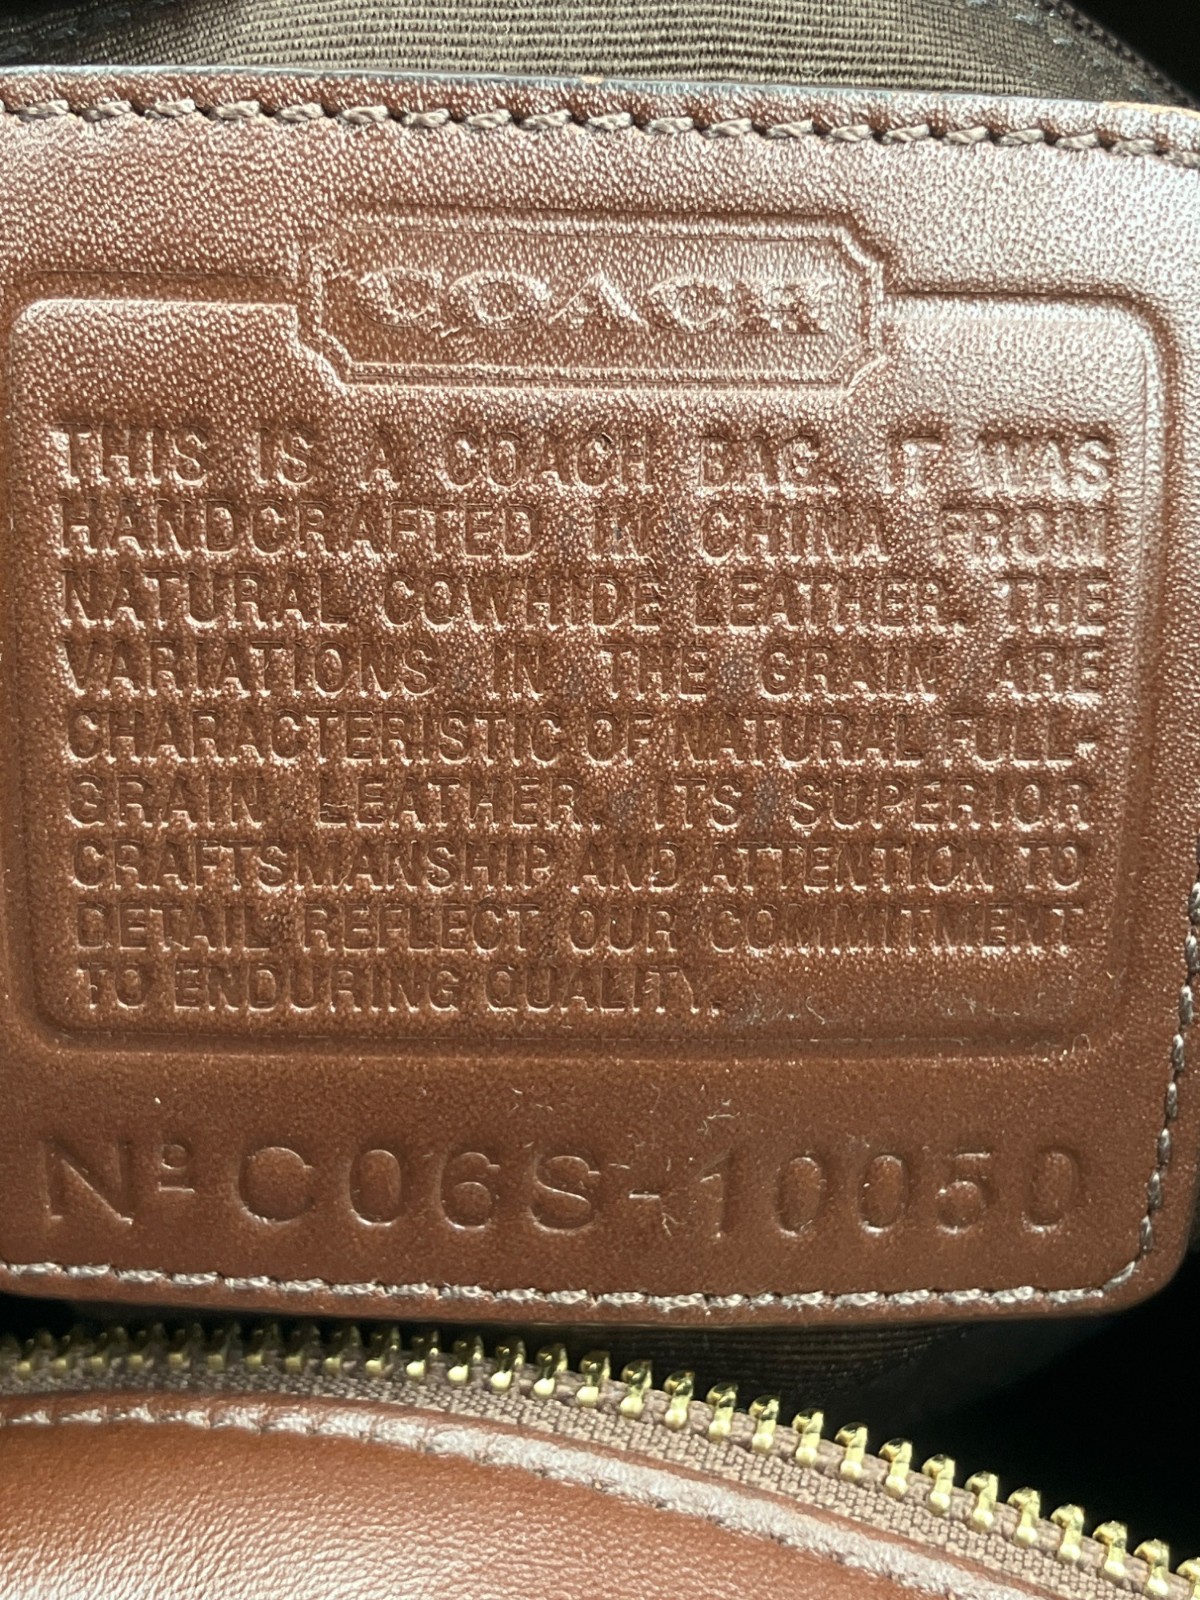 COACH
THIS IS A COACH BAG. IT WAS
HANDCRAFTED IN CHINA FROM
NATURAL COWHIDE LEATHER. THE
VARIATIONS IN THE GRAIN ARE
CHARACTERISTIC OF NATURAL FULL-
GRAIN LEATHER. ITS SUPERIOR
CRAFTSMANSHIP AND ATTENTION TO
DETAIL REFLECT OUR COMMITMENT
TO ENDURING QUALITY.
Nº C06S-10050